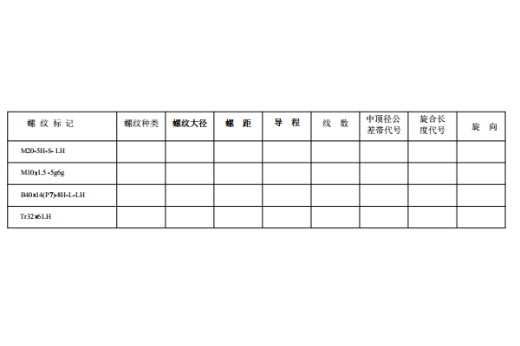 螺 纹 标 记 螺纹种类 螺纹大径 螺 距 导 程 线 数 中顶径公差带代号 旋合长度代号 旋 向
M20-5H-S- LH
M10x1.5 -5g6g
B40x14(P7)-8H-L-LH
Tr32x6LH